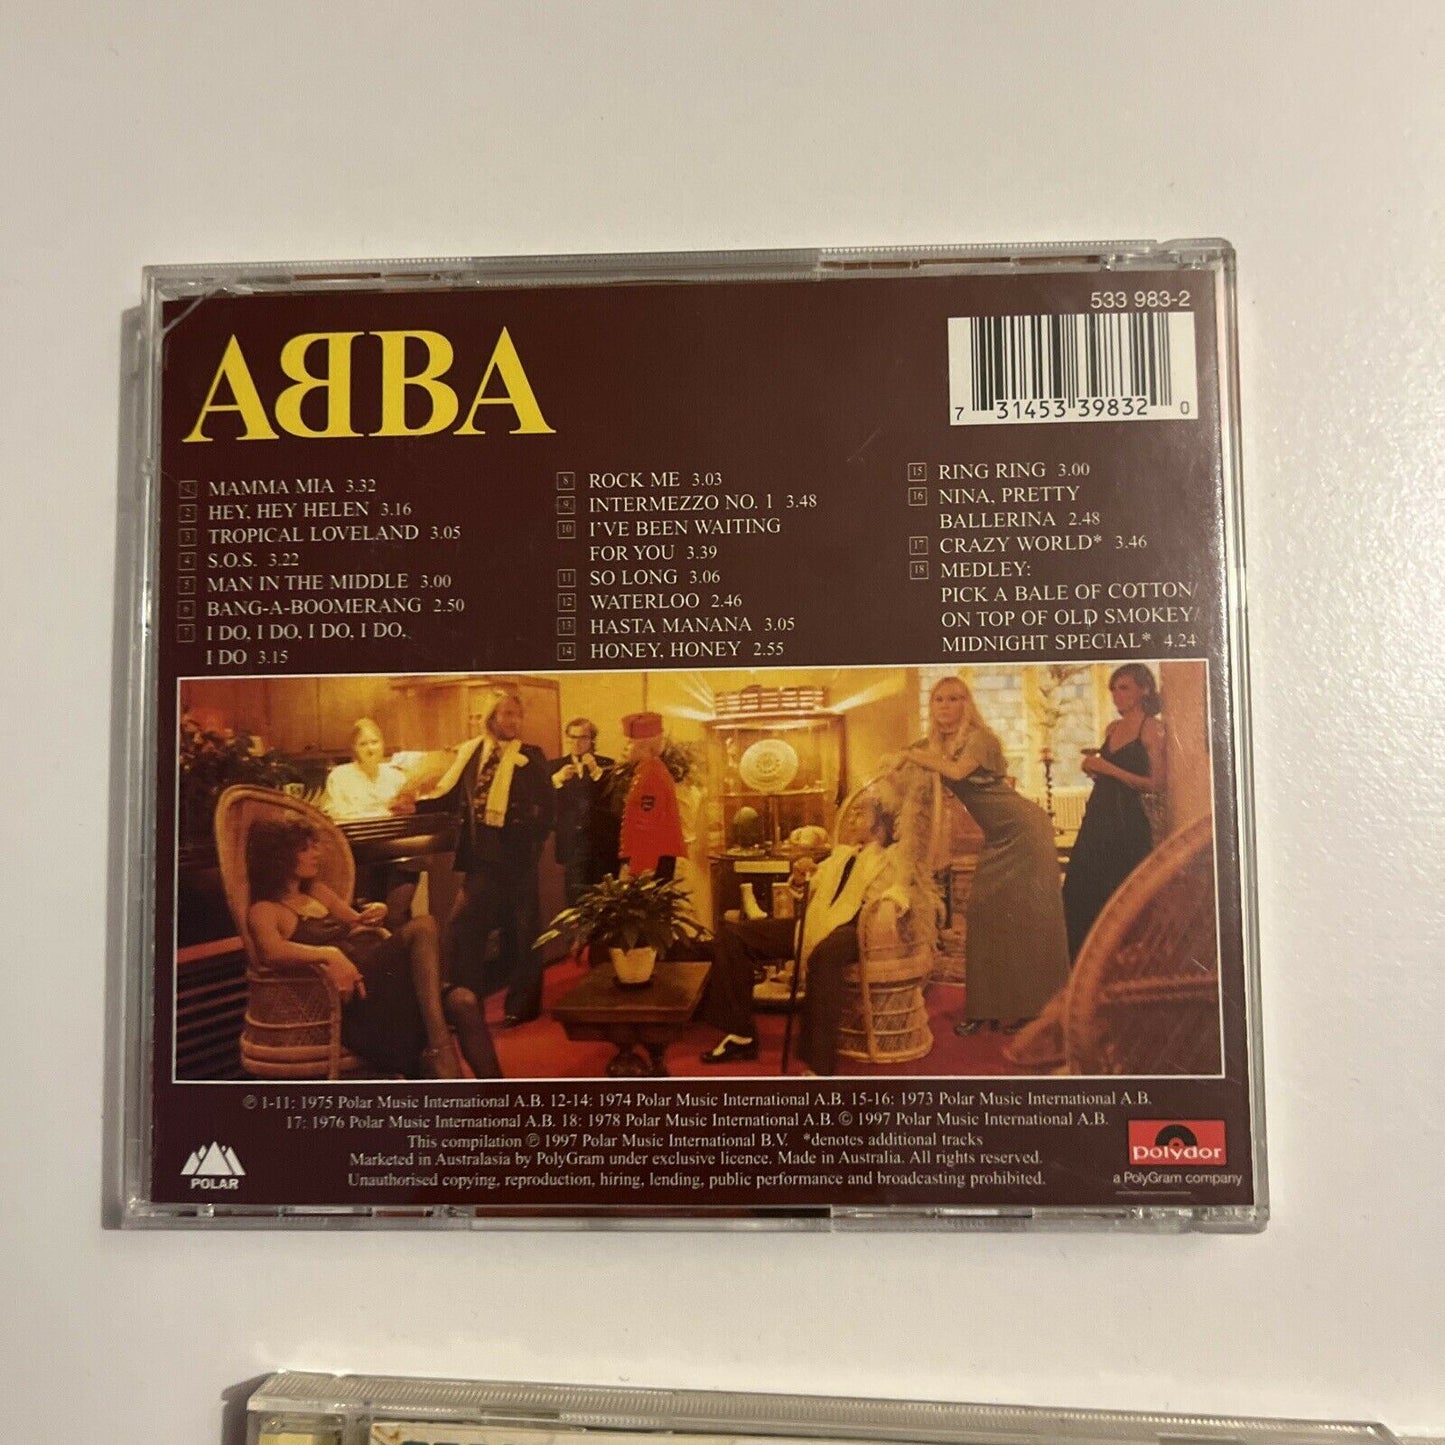 533 983-2
ABBA
7 31453 39832 0
1 MAMMA MIA 3.32
2 HEY, HEY HELEN 3.16
3 TROPICAL LOVELAND 3.05
4 S.O.S. 3.22
5 MAN IN THE MIDDLE 3.00
6 BANG-A-BOOMERANG 2.50
7 I DO, I DO, I DO, I DO,
I DO 3.15
8 ROCK ME 3.03
9 INTERMEZZO NO. 1 3.48
10 I'VE BEEN WAITING
FOR YOU 3.39
11 SO LONG 3.06
12 WATERLOO 2.46
13 HASTA MANANA 3.05
14 HONEY, HONEY 2.55
15 RING RING 3.00
16 NINA, PRETTY
BALLERINA 2.48
17 CRAZY WORLD* 3.46
18 MEDLEY:
PICK A BALE OF COTTON/
ON TOP OF OLD SMOKEY/
MIDNIGHT SPECIAL* 4.24
℗ 1-11: 1975 Polar Music International A.B. 12-14: 1974 Polar Music International A.B. 15-16: 1973 Polar Music International A.B.
17: 1976 Polar Music International A.B. 18: 1978 Polar Music International A.B. © 1997 Polar Music International A.B.
This compilation ℗ 1997 Polar Music International B.V. *denotes additional tracks
Marketed in Australasia by PolyGram under exclusive licence. Made in Australia. All rights reserved.
Unauthorised copying, reproduction, hiring, lending, public performance and broadcasting prohibited.
POLAR
polydor
a PolyGram company